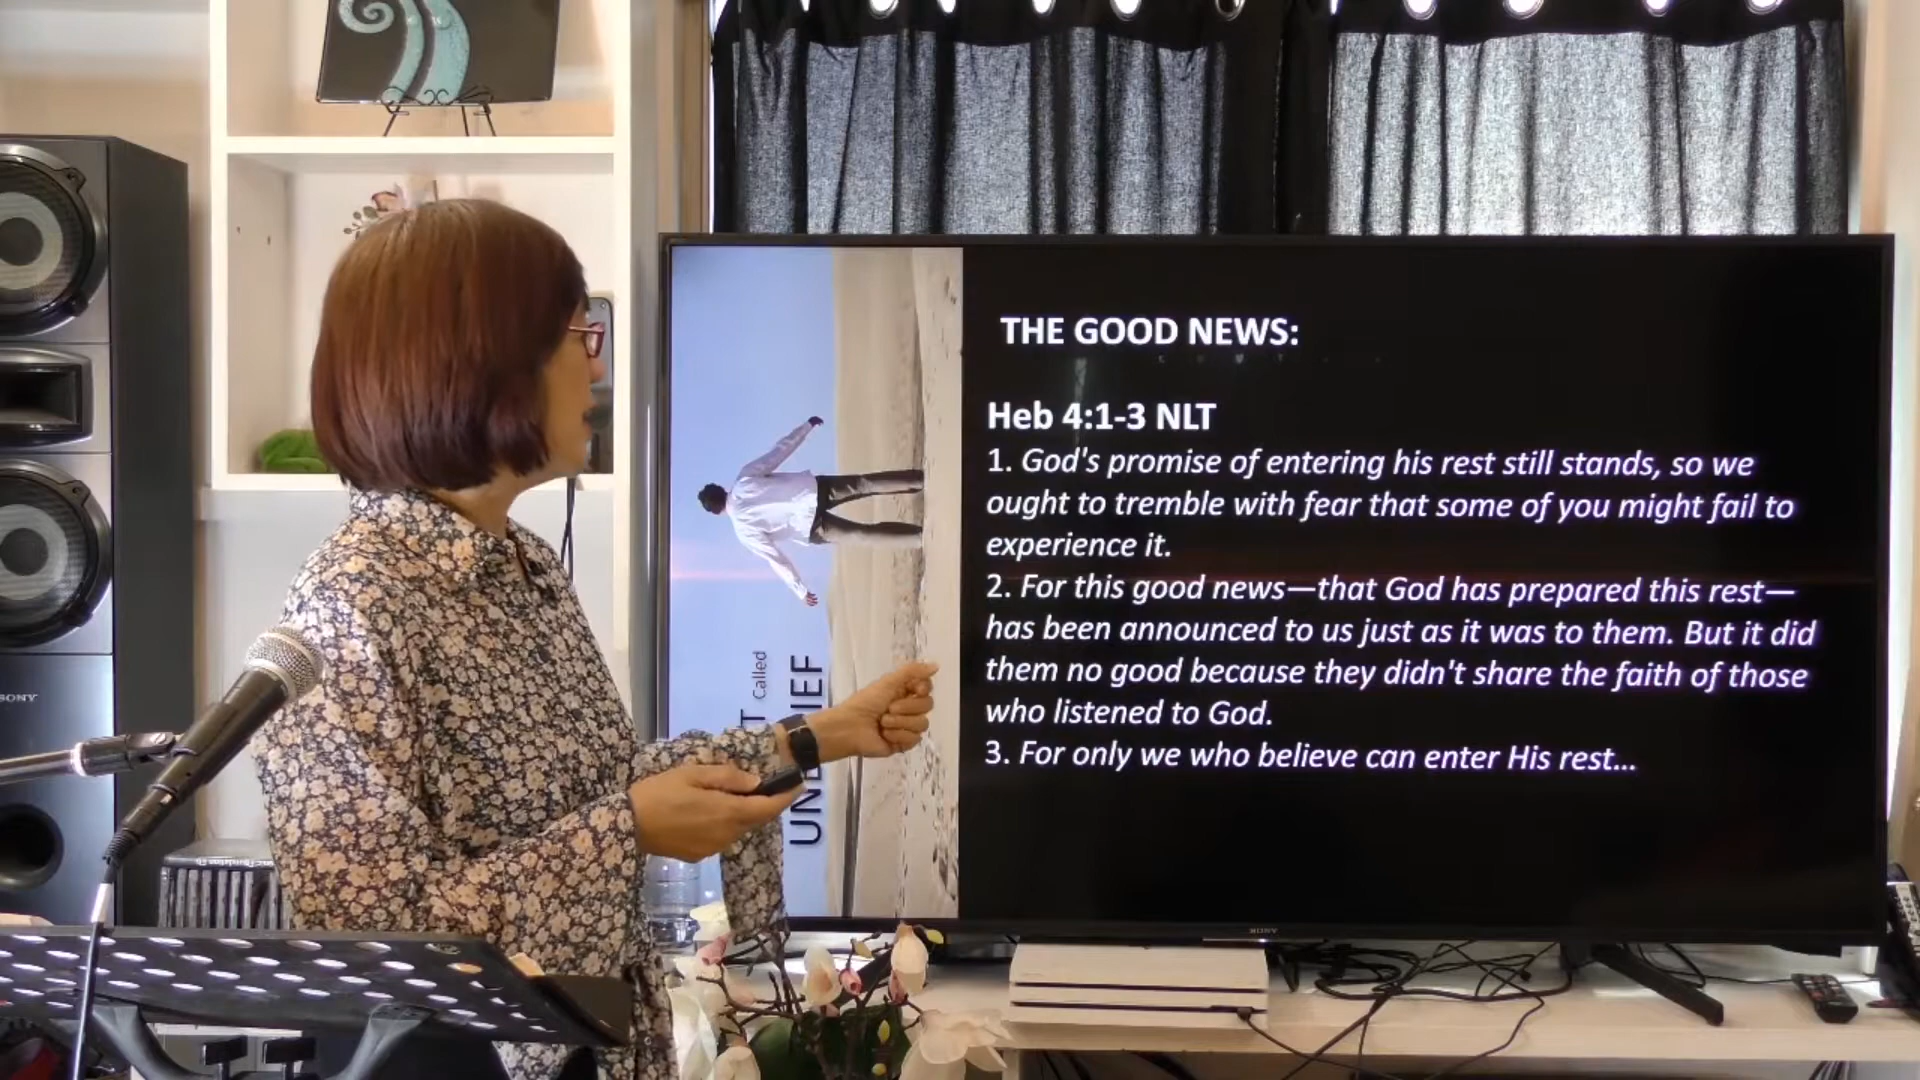 THE GOOD NEWS:
Heb 4:1-3 NLT
1. God's promise of entering his rest still stands, so we
ought to tremble with fear that some of you might fail to
experience it.
2. For this good news—that God has prepared this rest—
has been announced to us just as it was to them. But it did
them no good because they didn't share the faith of those
who listened to God.
3. For only we who believe can enter His rest...
Called
SONY
SONY